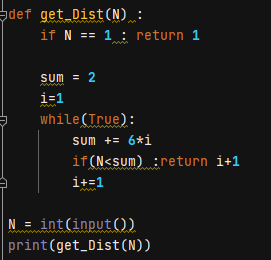 def get_Dist(N) :
    if N == 1 : return 1

    sum = 2
    i=1
    while(True):
        sum += 6*i
        if(N<sum) :return i+1
        i+=1

N = int(input())
print(get_Dist(N))